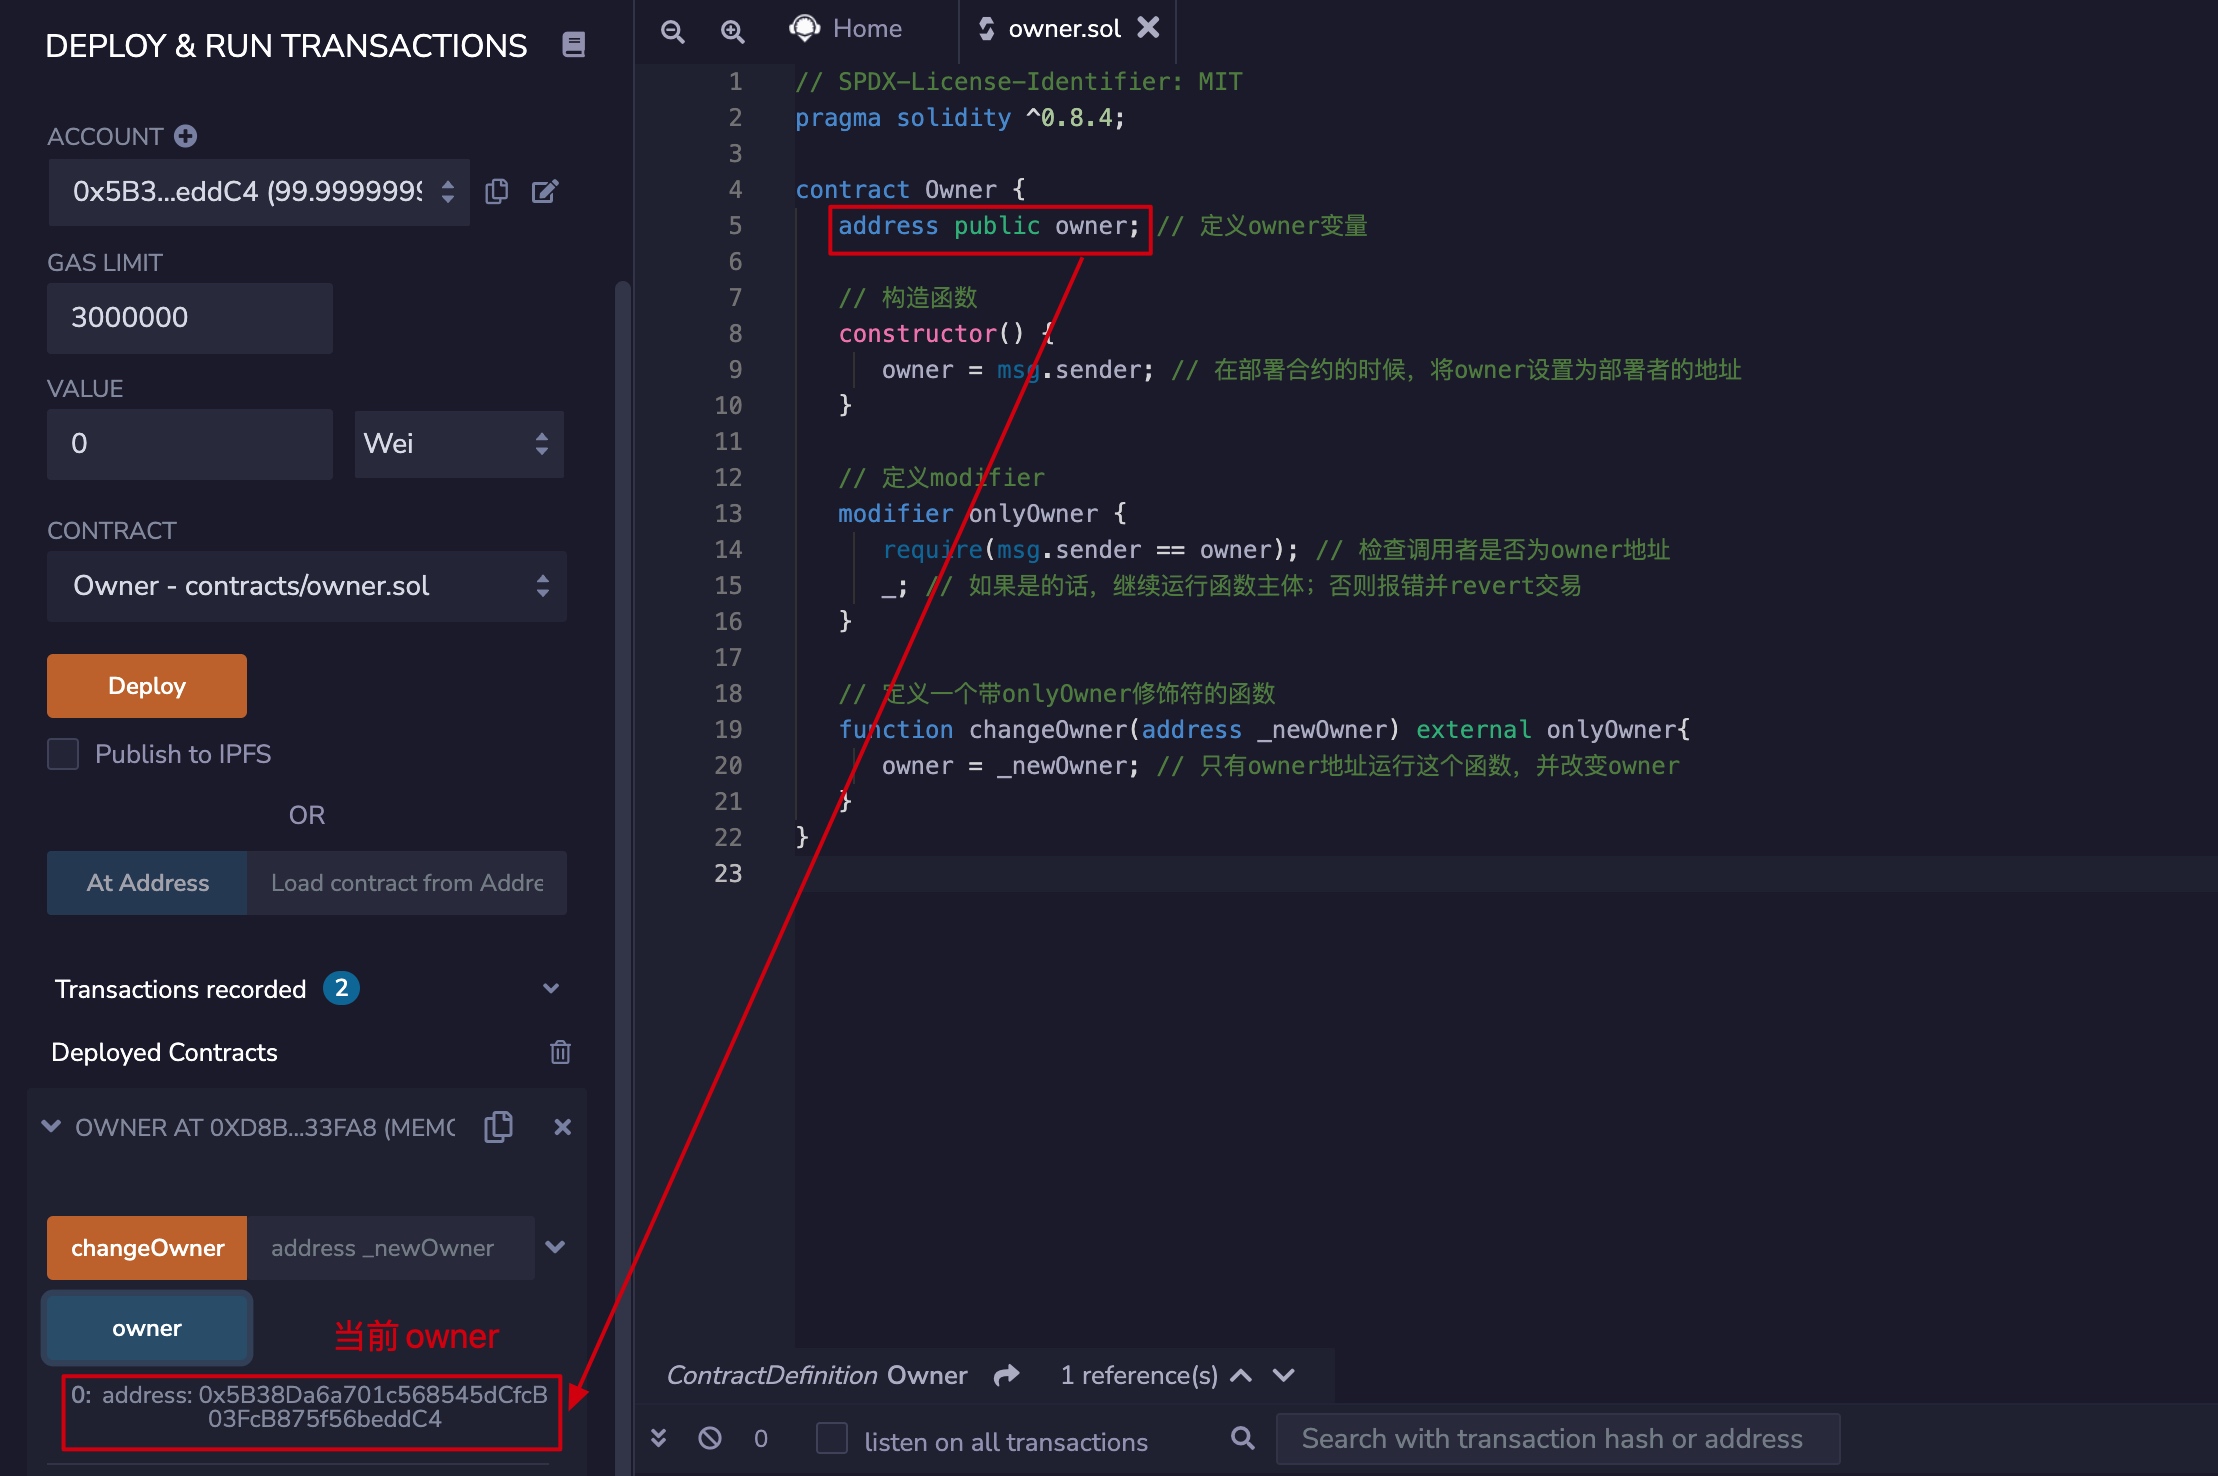 DEPLOY & RUN TRANSACTIONS
ACCOUNT
0x5B3...eddC4 (99.9999999
GAS LIMIT
3000000
VALUE
0
Wei
CONTRACT
Owner - contracts/owner.sol
Deploy
Publish to IPFS
OR
At Address
Load contract from Addre
Transactions recorded 2
Deployed Contracts
OWNER AT 0XD8B...33FA8 (MEMO
changeOwner
address _newOwner
owner
当前 owner
0: address: 0x5B38Da6a701c568545dCfcB
03FcB875f56beddC4
Home
owner.sol
1 // SPDX-License-Identifier: MIT
2 pragma solidity ^0.8.4;
3
4 contract Owner {
5 address public owner; // 定义owner变量
6
7 // 构造函数
8 constructor() {
9 owner = msg.sender; // 在部署合约的时候，将owner设置为部署者的地址
10 }
11
12 // 定义modifier
13 modifier onlyOwner {
14 require(msg.sender == owner); // 检查调用者是否为owner地址
15 _; // 如果是的话，继续运行函数主体；否则报错并revert交易
16 }
17
18 // 定义一个带onlyOwner修饰符的函数
19 function changeOwner(address _newOwner) external onlyOwner{
20 owner = _newOwner; // 只有owner地址运行这个函数，并改变owner
21 }
22 }
23
ContractDefinition Owner
1 reference(s)
0
listen on all transactions
Search with transaction hash or address